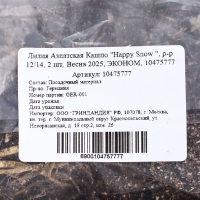 Лилия Азиатская Кашпо "Happy Snow ", р-р
12/14, 2 шт, Весна 2025, ЭКОНОМ, 10475777
Артикул: 10475777
Состав: Посадочный материал
Пр-во: Германия
Номер партии: GER-001
Дата урожая
Дата упаковки
Импортер: ООО "ГРИНЛАНДИЯ" РФ, 107078, г. Москва,
вн. тер. г. Муниципальный округ Красносельский, ул.
Новорязанская, д. 18 стр.2, ком. 26
6900104757777